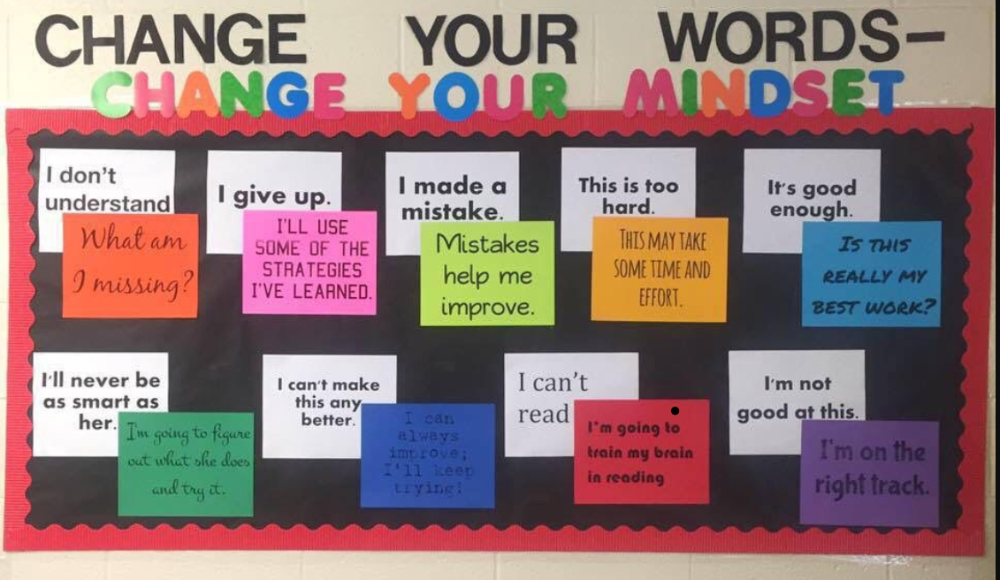 CHANGE YOUR WORDS-
CHANGE YOUR MINDSET
I don't
understand
What am
I missing?
I give up.
I'LL USE
SOME OF THE
STRATEGIES
I'VE LEARNED.
I made a
mistake.
Mistakes
help me
improve.
This is too
hard.
THIS MAY TAKE
SOME TIME AND
EFFORT.
It's good
enough.
IS THIS
REALLY MY
BEST WORK?
I'll never be
as smart as
her.
I'm going to figure
out what she does
and try it.
I can't make
this any
better.
I can
always
improve;
I'll keep
trying!
I can't
read
I'm going to
train my brain
in reading
I'm not
good at this.
I'm on the
right track.